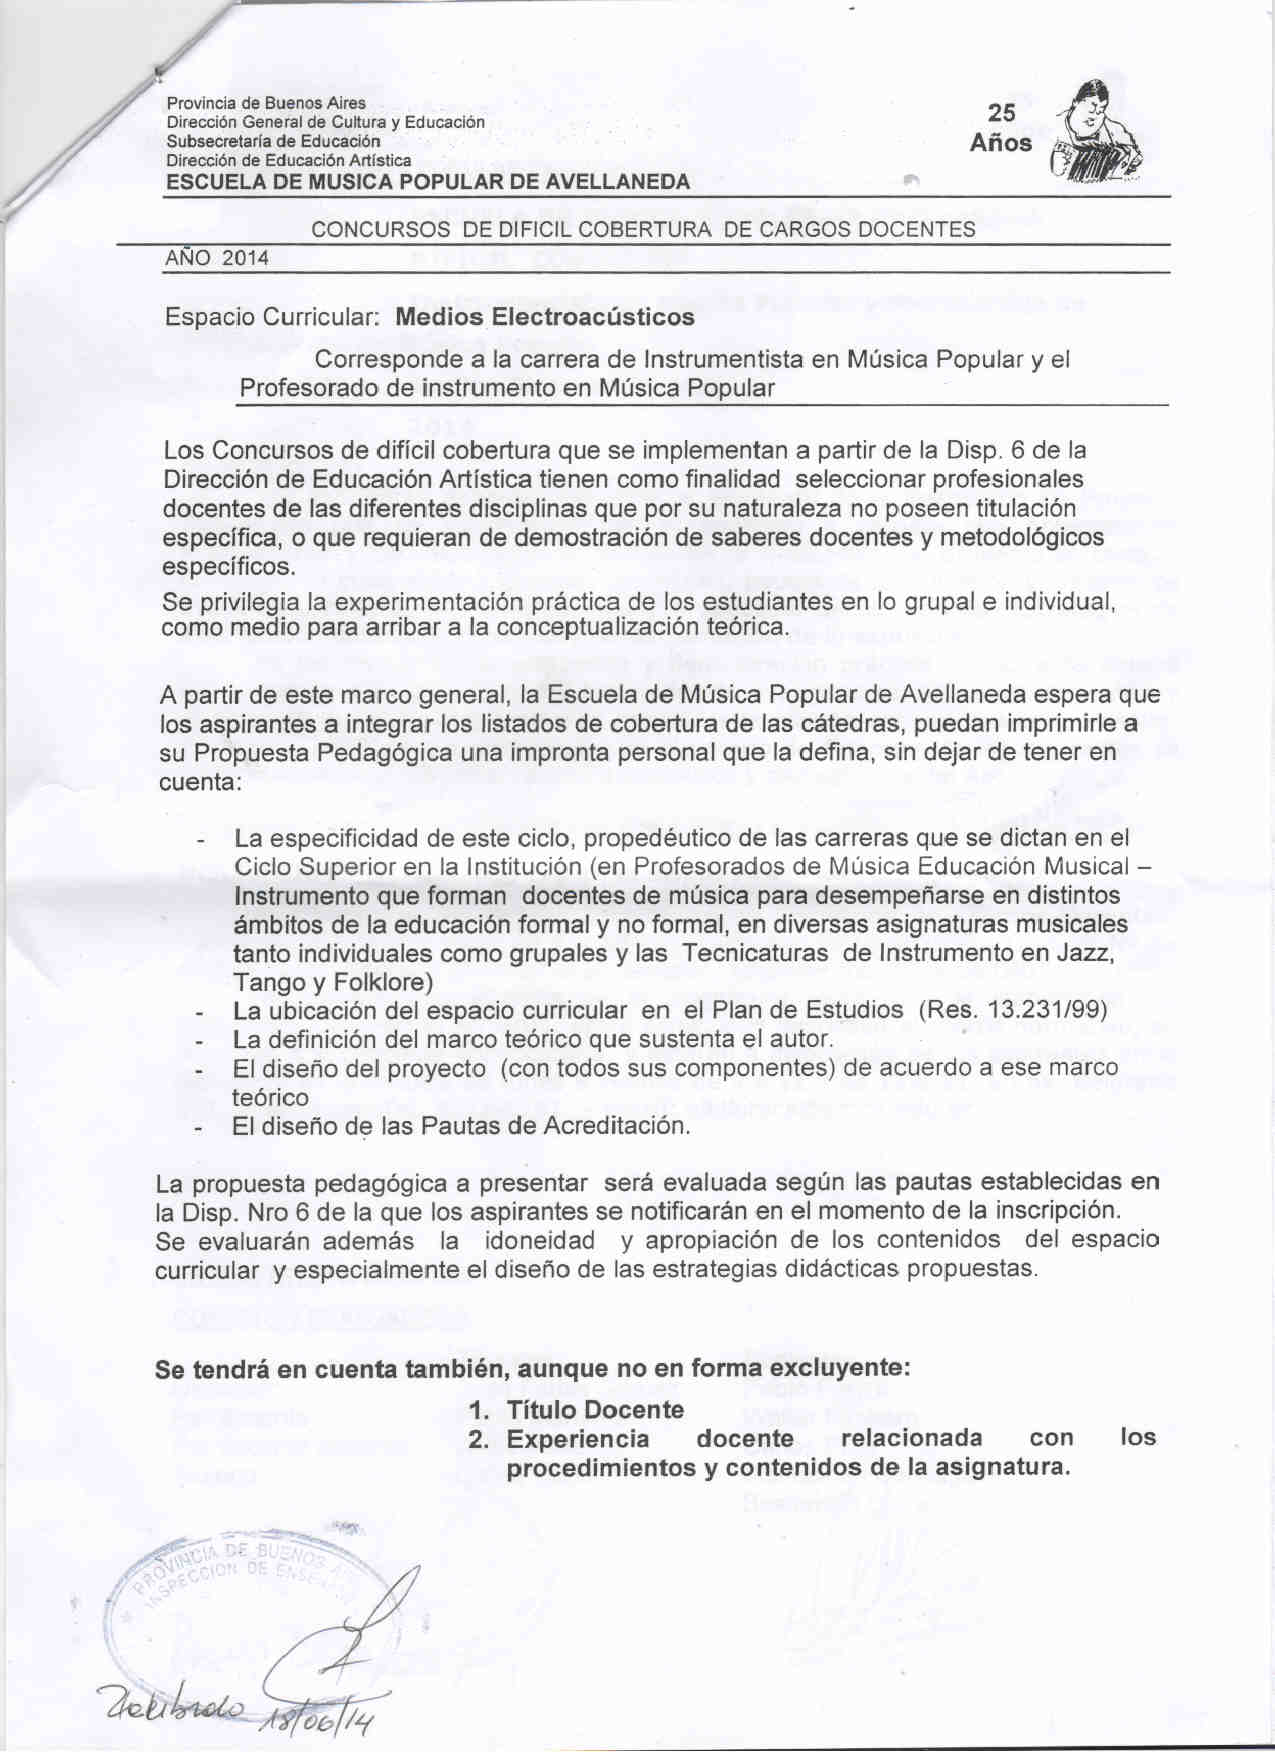 Provincia de Buenos Aires
Dirección General de Cultura y Educación
Subsecretaría de Educación
Dirección de Educación Artística
ESCUELA DE MUSICA POPULAR DE AVELLANEDA
25
Años
CONCURSOS DE DIFICIL COBERTURA DE CARGOS DOCENTES
AÑO 2014
Espacio Curricular: Medios Electroacústicos
Corresponde a la carrera de Instrumentista en Música Popular y el
Profesorado de instrumento en Música Popular
Los Concursos de difícil cobertura que se implementan a partir de la Disp. 6 de la
Dirección de Educación Artística tienen como finalidad seleccionar profesionales
docentes de las diferentes disciplinas que por su naturaleza no poseen titulación
específica, o que requieran de demostración de saberes docentes y metodológicos
específicos.
Se privilegia la experimentación práctica de los estudiantes en lo grupal e individual,
como medio para arribar a la conceptualización teórica.
A partir de este marco general, la Escuela de Música Popular de Avellaneda espera que
los aspirantes a integrar los listados de cobertura de las cátedras, puedan imprimirle a
su Propuesta Pedagógica una impronta personal que la defina, sin dejar de tener en
cuenta:
- La especificidad de este ciclo, propedéutico de las carreras que se dictan en el
Ciclo Superior en la Institución (en Profesorados de Música Educación Musical –
Instrumento que forman docentes de música para desempeñarse en distintos
ámbitos de la educación formal y no formal, en diversas asignaturas musicales
tanto individuales como grupales y las Tecnicaturas de Instrumento en Jazz,
Tango y Folklore)
- La ubicación del espacio curricular en el Plan de Estudios (Res. 13.231/99)
- La definición del marco teórico que sustenta el autor.
- El diseño del proyecto (con todos sus componentes) de acuerdo a ese marco
teórico
- El diseño de las Pautas de Acreditación.
La propuesta pedagógica a presentar será evaluada según las pautas establecidas en
la Disp. Nro 6 de la que los aspirantes se notificarán en el momento de la inscripción.
Se evaluarán además la idoneidad y apropiación de los contenidos del espacio
curricular y especialmente el diseño de las estrategias didácticas propuestas.
Se tendrá en cuenta también, aunque no en forma excluyente:
1. Título Docente
2. Experiencia docente relacionada con los
procedimientos y contenidos de la asignatura.
PROVINCIA DE BUENOS
INSPECCION DE
18/06/14